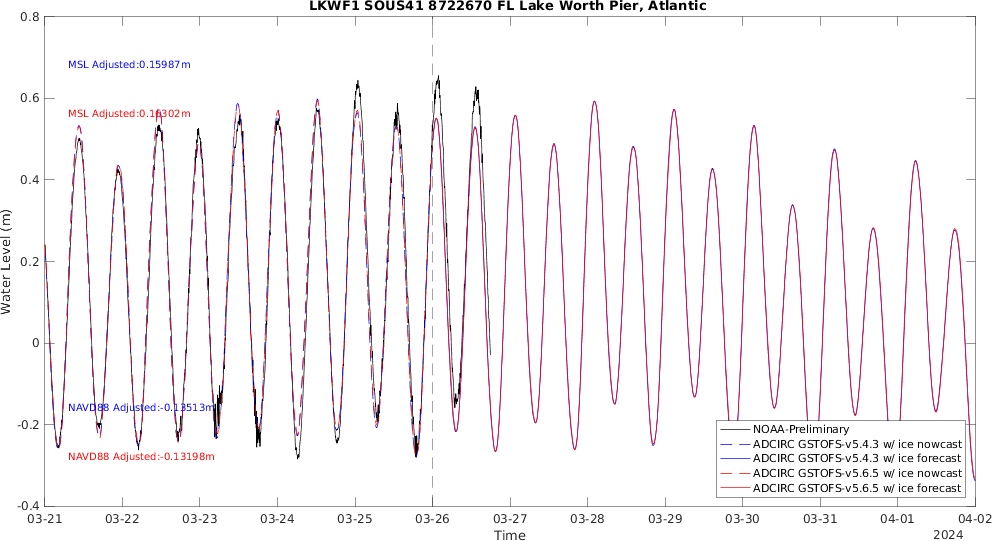 LKWF1 SOUS41 8722670 FL Lake Worth Pier, Atlantic
0.8
0.6
0.4
0.2
0
-0.2
-0.4
Water Level (m)
MSL Adjusted:0.15987m
MSL Adjusted:0.16302m
NAVD88 Adjusted:-0.13513m
NAVD88 Adjusted:-0.13198m
NOAA-Preliminary
ADCIRC GSTOFS-v5.4.3 w/ ice nowcast
ADCIRC GSTOFS-v5.4.3 w/ ice forecast
ADCIRC GSTOFS-v5.6.5 w/ ice nowcast
ADCIRC GSTOFS-v5.6.5 w/ ice forecast
03-21 03-22 03-23 03-24 03-25 03-26 03-27 03-28 03-29 03-30 03-31 04-01 04-02
Time
2024